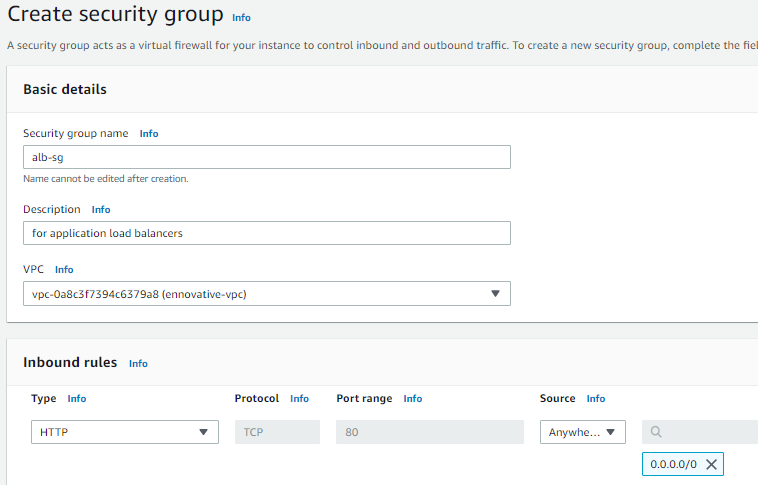 Create security group Info
A security group acts as a virtual firewall for your instance to control inbound and outbound traffic. To create a new security group, complete the fiel
Basic details
Security group name Info
alb-sg
Name cannot be edited after creation.
Description Info
for application load balancers
VPC Info
vpc-0a8c3f7394c6379a8 (ennovative-vpc)
Inbound rules Info
Type Info Protocol Info Port range Info Source Info
HTTP TCP 80 Anywhe...
0.0.0.0/0